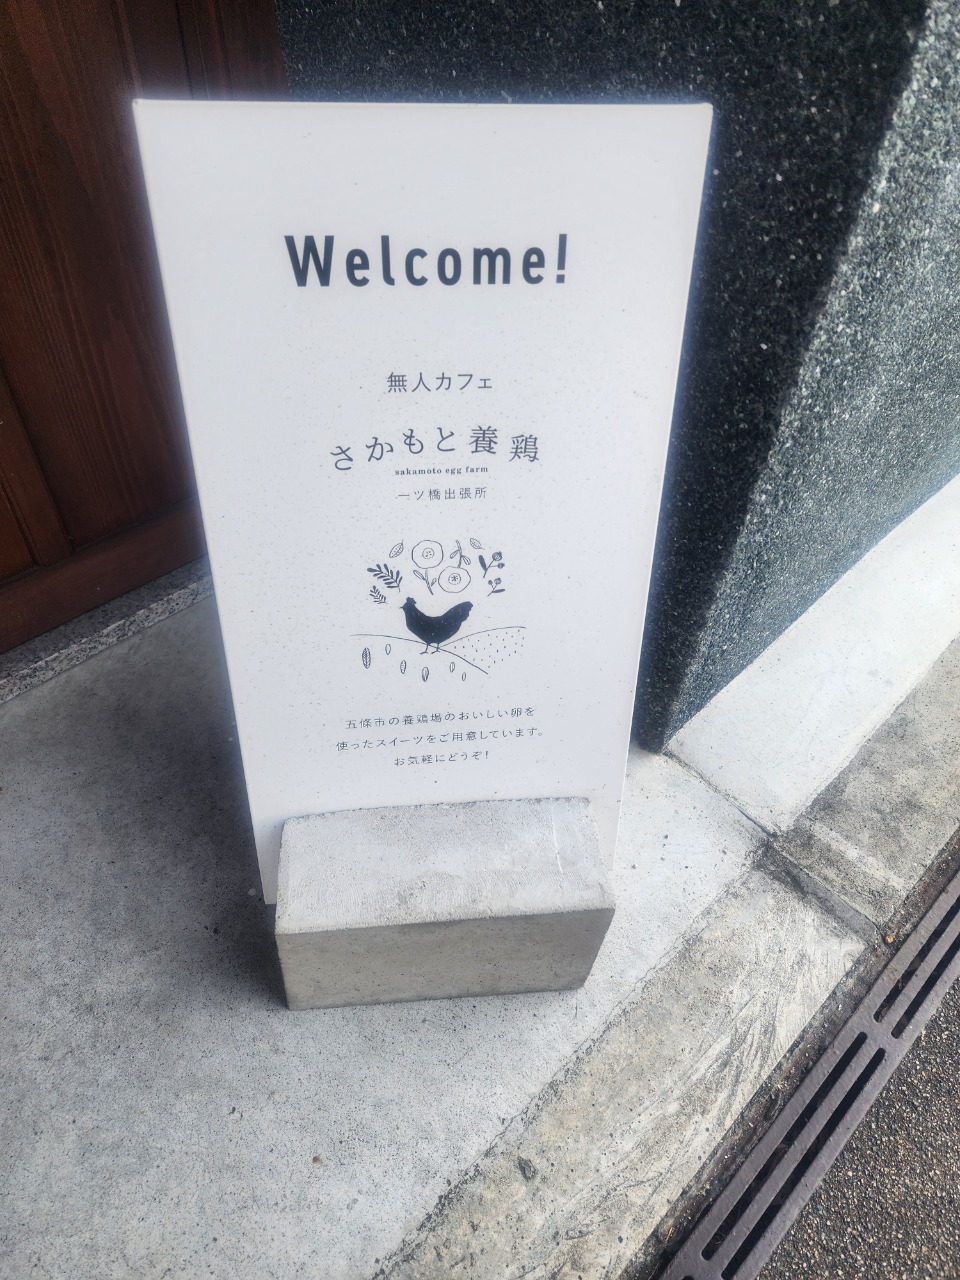 Welcome!
無人カフェ
さかもと養鶏
sakamoto egg farm
一ツ橋出張所
五條市の養鶏場のおいしい卵を
使ったスイーツをご用意しています。
お気軽にどうぞ！